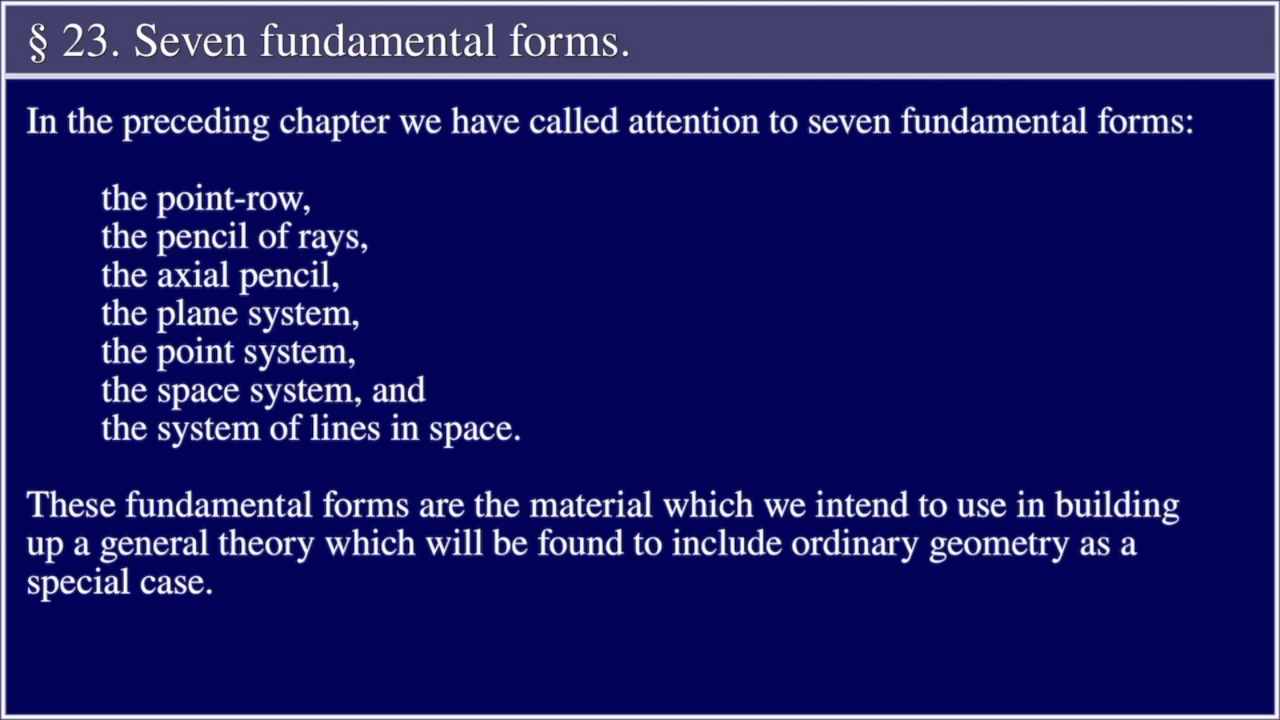 § 23. Seven fundamental forms.
In the preceding chapter we have called attention to seven fundamental forms:
the point-row,
the pencil of rays,
the axial pencil,
the plane system,
the point system,
the space system, and
the system of lines in space.
These fundamental forms are the material which we intend to use in building
up a general theory which will be found to include ordinary geometry as a
special case.